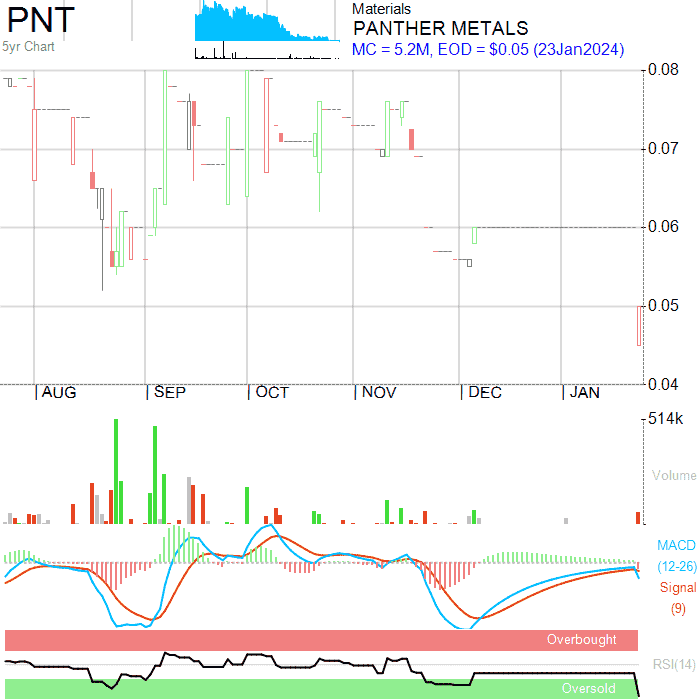 PNT
5yr Chart
Materials
PANTHER METALS
MC = 5.2M, EOD = $0.05 (23Jan2024)
0.08
0.07
0.06
0.05
0.04
|AUG |SEP |OCT |NOV |DEC |JAN
514k
Volume
MACD
(12-26)
Signal
(9)
Overbought
RSI(14)
Oversold